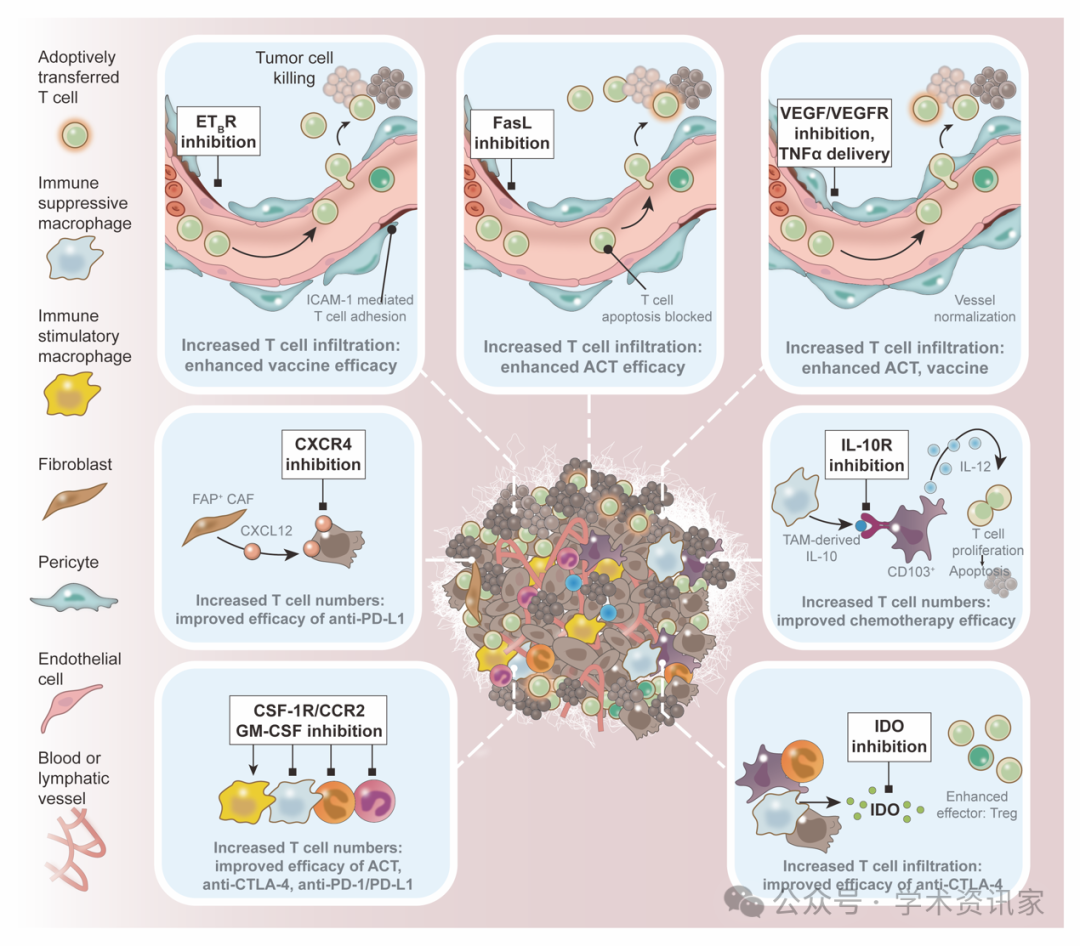 Adoptively
transferred
T cell
Immune
suppressive
macrophage
Immune
stimulatory
macrophage
Fibroblast
Pericyte
Endothelial
cell
Blood or
lymphatic
vessel
Tumor cell
killing
ETBR
inhibition
ICAM-1 mediated
T cell adhesion
Increased T cell infiltration:
enhanced vaccine efficacy
FasL
inhibition
T cell
apoptosis blocked
Increased T cell infiltration:
enhanced ACT efficacy
VEGF/VEGFR
inhibition,
TNFα delivery
Vessel
normalization
Increased T cell infiltration:
enhanced ACT, vaccine
CXCR4
inhibition
FAP+ CAF
CXCL12
Increased T cell numbers:
improved efficacy of anti-PD-L1
IL-10R
inhibition
IL-12
TAM-derived
IL-10
CD103+
T cell
proliferation
Apoptosis
Increased T cell numbers:
improved chemotherapy efficacy
CSF-1R/CCR2
GM-CSF inhibition
Increased T cell numbers:
improved efficacy of ACT,
anti-CTLA-4, anti-PD-1/PD-L1
IDO
inhibition
IDO
Enhanced
effector: Treg
Increased T cell infiltration:
improved efficacy of anti-CTLA-4
公众号·学术资讯家